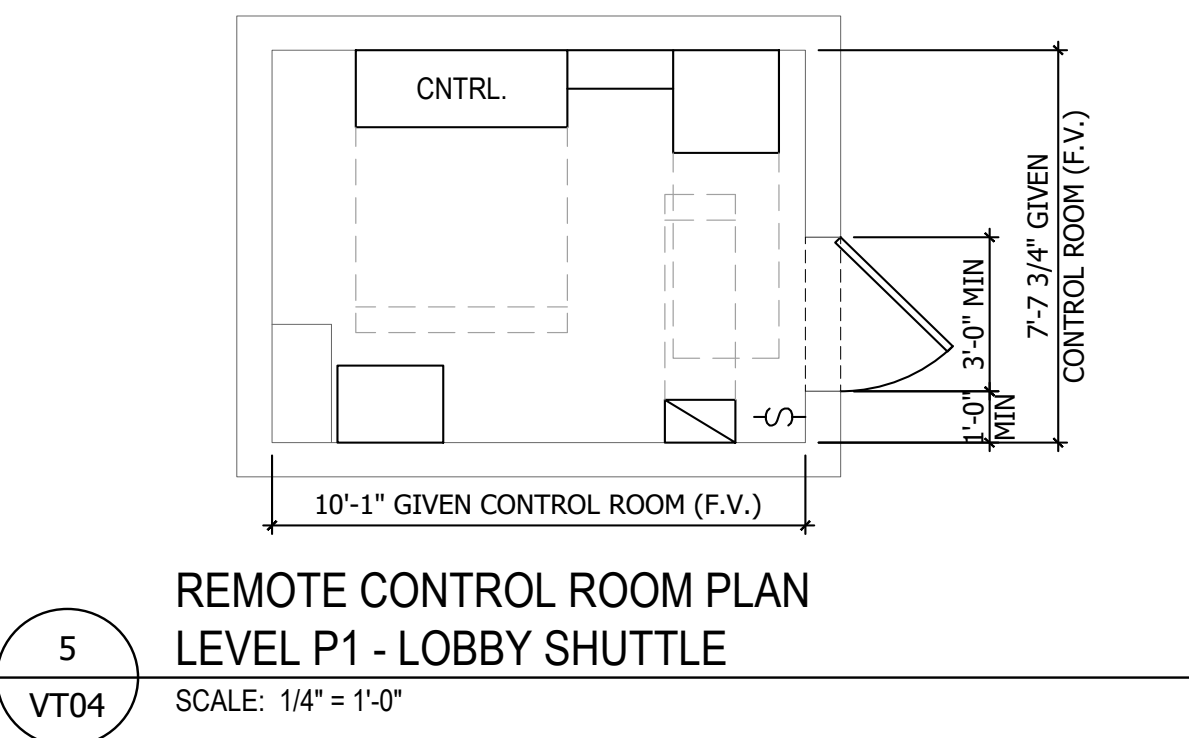 CNTRL.
7'-7 3/4" GIVEN
CONTROL ROOM (F.V.)
3'-0" MIN
1'-0"
MIN
S
10'-1" GIVEN CONTROL ROOM (F.V.)
REMOTE CONTROL ROOM PLAN
LEVEL P1 - LOBBY SHUTTLE
5
VT04
SCALE: 1/4" = 1'-0"